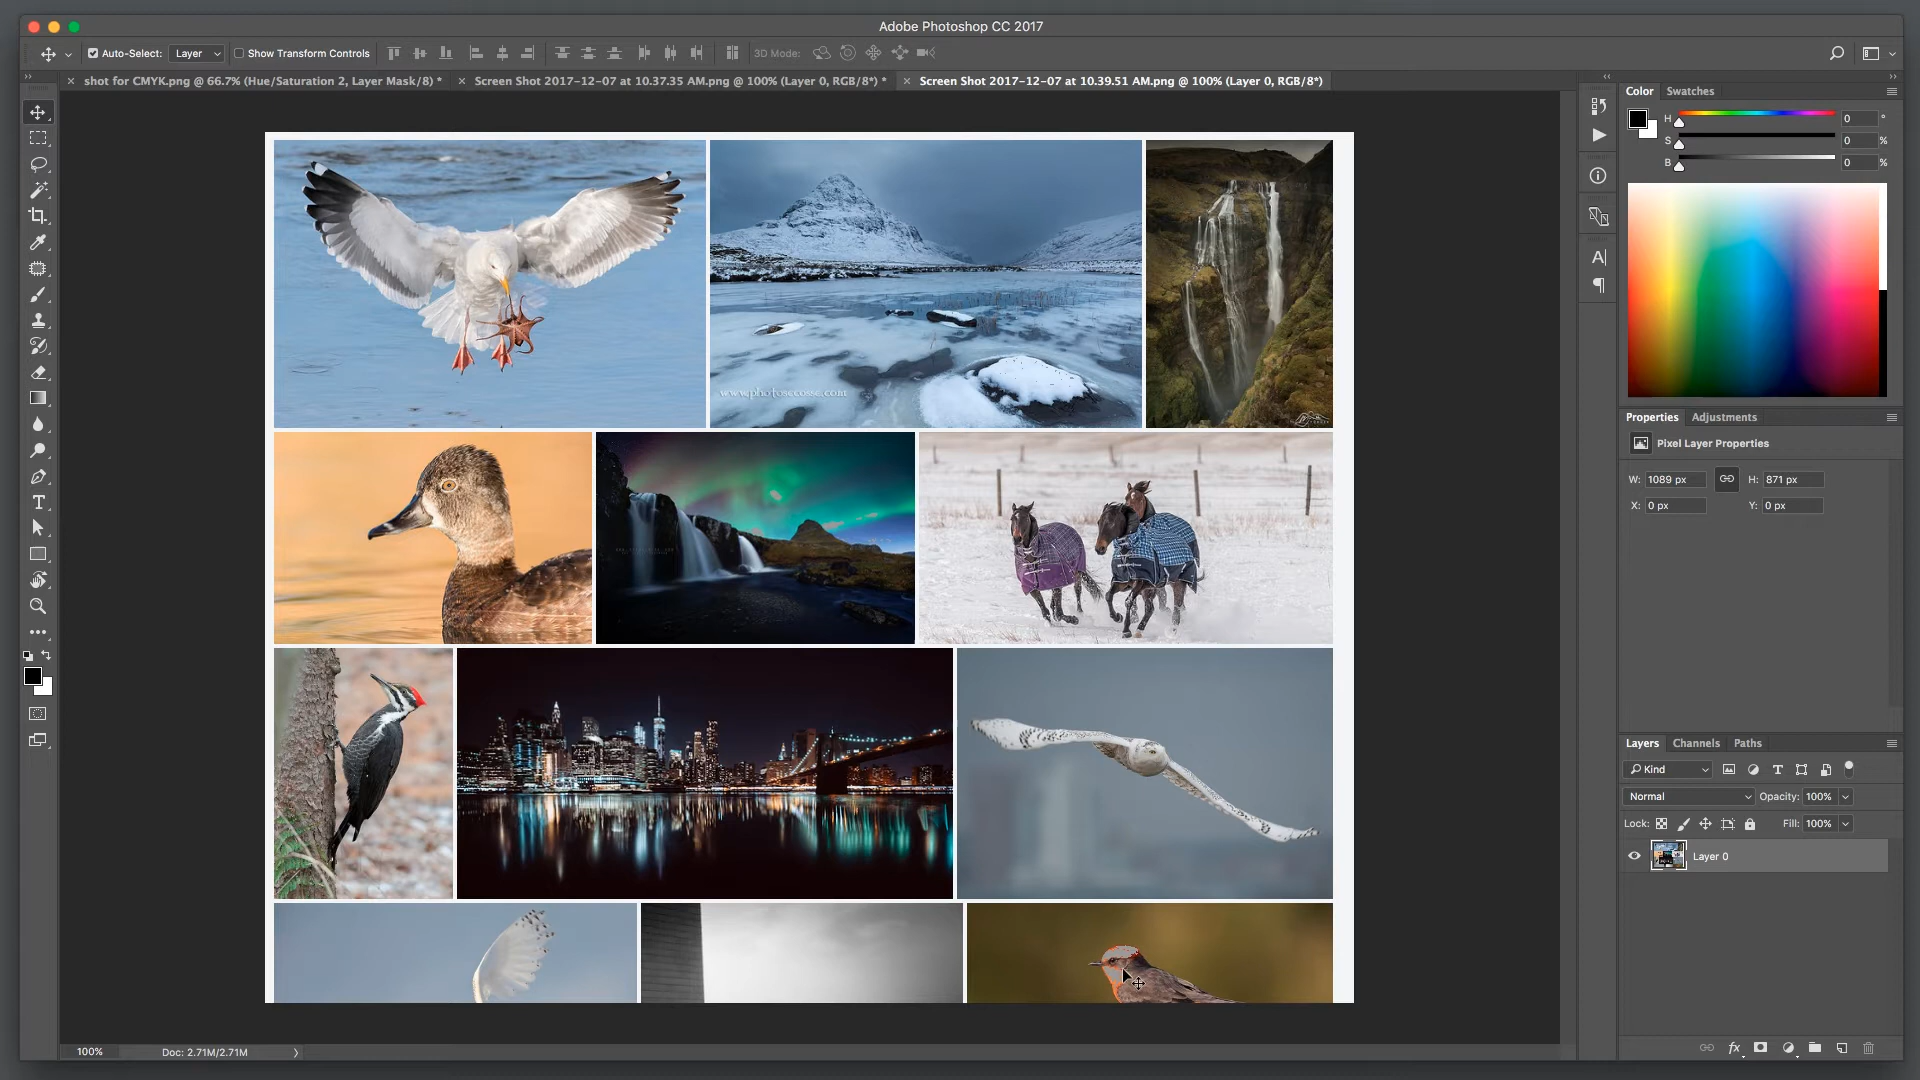 Adobe Photoshop CC 2017
Auto-Select: Layer Show Transform Controls 3D Mode:
shot for CMYK.png @ 66.7% (Hue/Saturation 2, Layer Mask/8) * Screen Shot 2017-12-07 at 10.37.35 AM.png @ 100% (Layer 0, RGB/8*) * Screen Shot 2017-12-07 at 10.39.51 AM.png @ 100% (Layer 0, RGB/8*)
Color Swatches
H 0 °
S 0 %
B 0 %
www.photosecosse.com
Properties Adjustments
Pixel Layer Properties
W: 1089 px H: 871 px
X: 0 px Y: 0 px
Layers Channels Paths
Kind
Normal Opacity: 100%
Lock: Fill: 100%
Layer 0
fx
100% Doc: 2.71M/2.71M